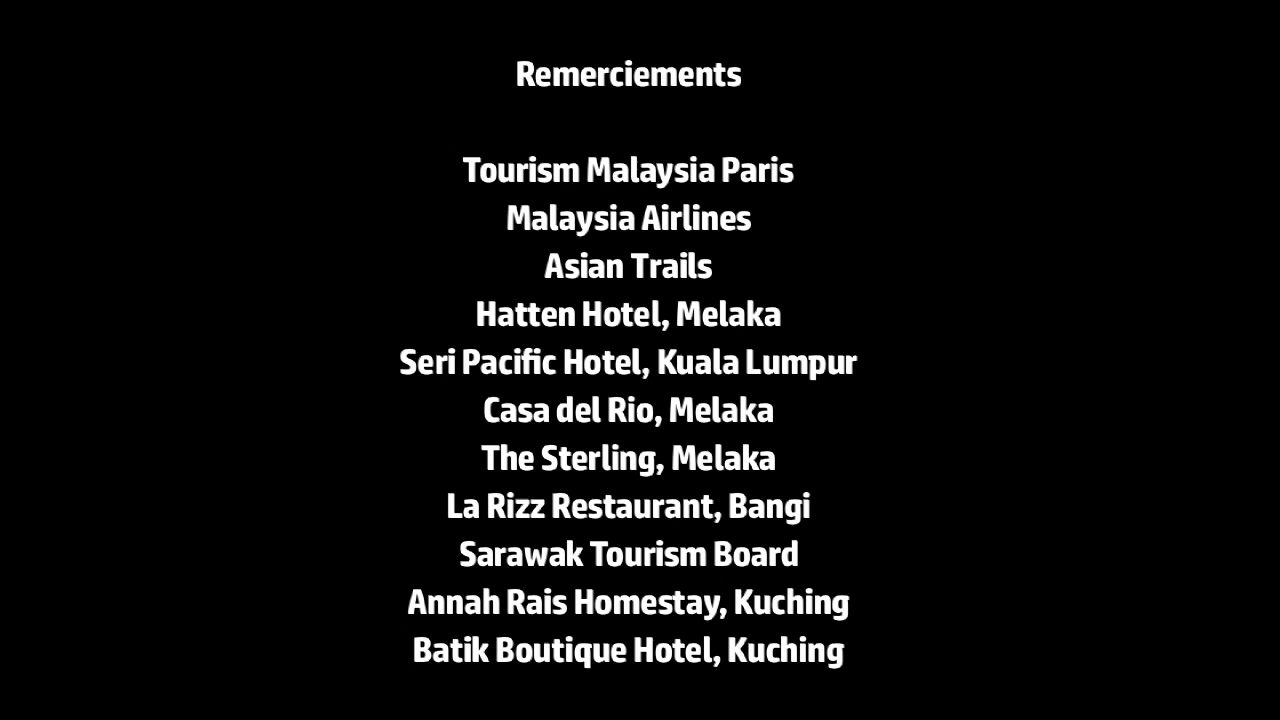 Remerciements
Tourism Malaysia Paris
Malaysia Airlines
Asian Trails
Hatten Hotel, Melaka
Seri Pacific Hotel, Kuala Lumpur
Casa del Rio, Melaka
The Sterling, Melaka
La Rizz Restaurant, Bangi
Sarawak Tourism Board
Annah Rais Homestay, Kuching
Batik Boutique Hotel, Kuching